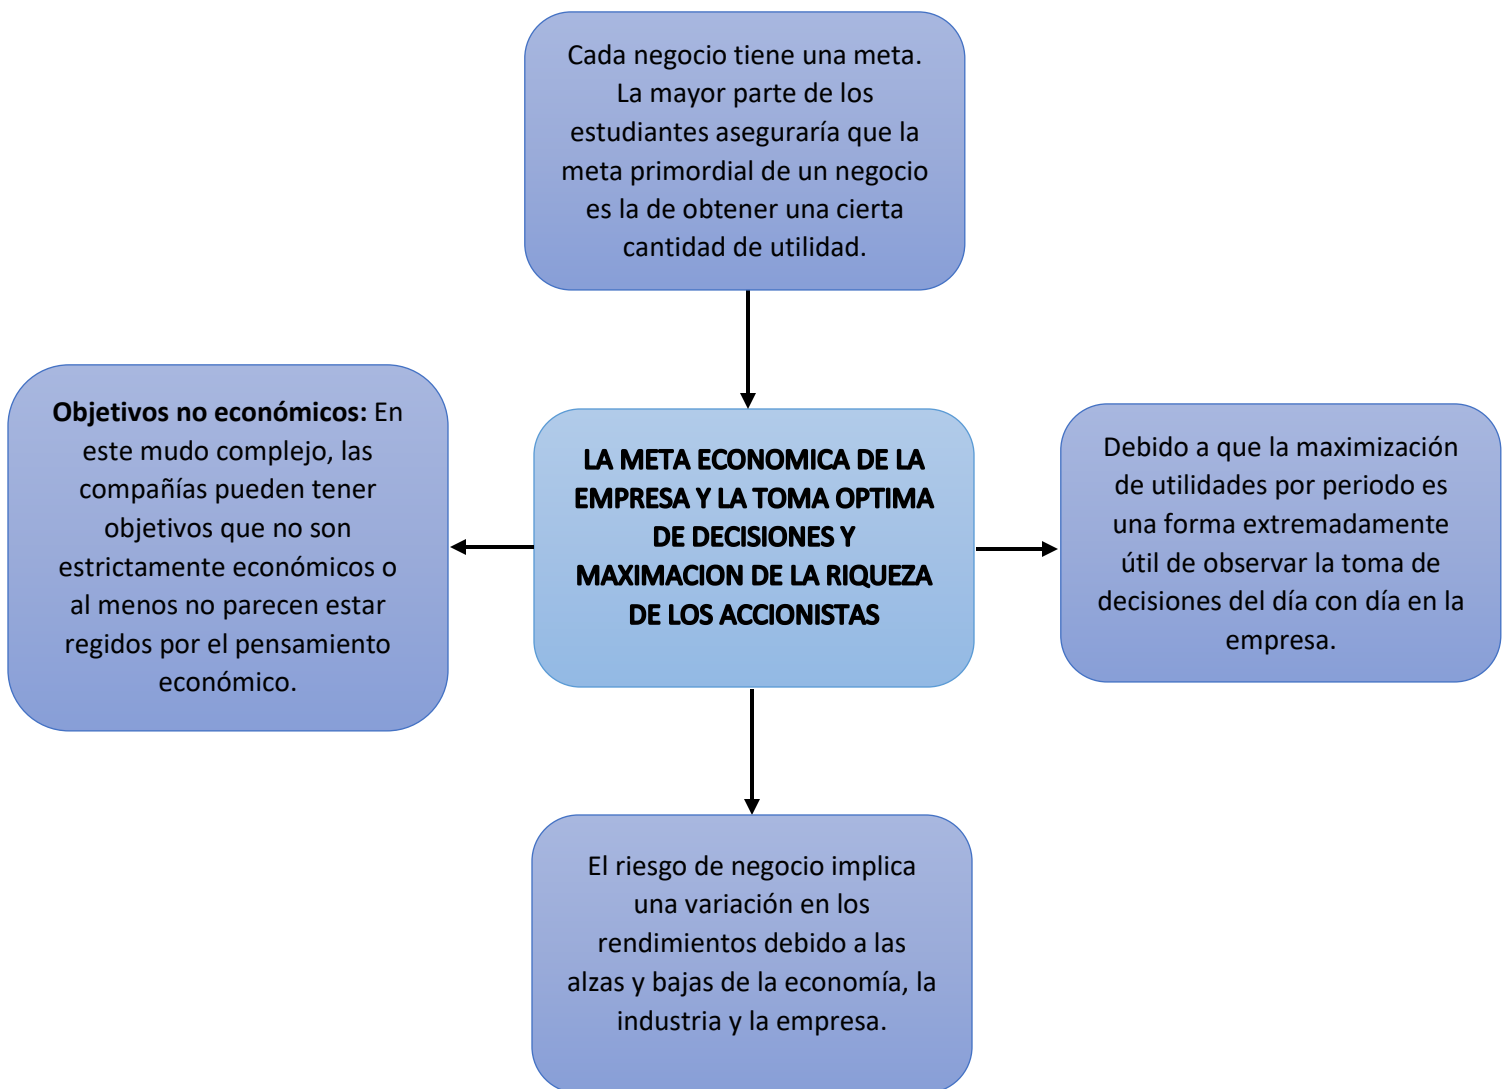 Cada negocio tiene una meta.
La mayor parte de los
estudiantes aseguraría que la
meta primordial de un negocio
es la de obtener una cierta
cantidad de utilidad.
Objetivos no económicos: En
este mudo complejo, las
compañías pueden tener
objetivos que no son
estrictamente económicos o
al menos no parecen estar
regidos por el pensamiento
económico.
LA META ECONOMICA DE LA
EMPRESA Y LA TOMA OPTIMA
DE DECISIONES Y
MAXIMACION DE LA RIQUEZA
DE LOS ACCIONISTAS
Debido a que la maximización
de utilidades por periodo es
una forma extremadamente
útil de observar la toma de
decisiones del día con día en la
empresa.
El riesgo de negocio implica
una variación en los
rendimientos debido a las
alzas y bajas de la economía, la
industria y la empresa.